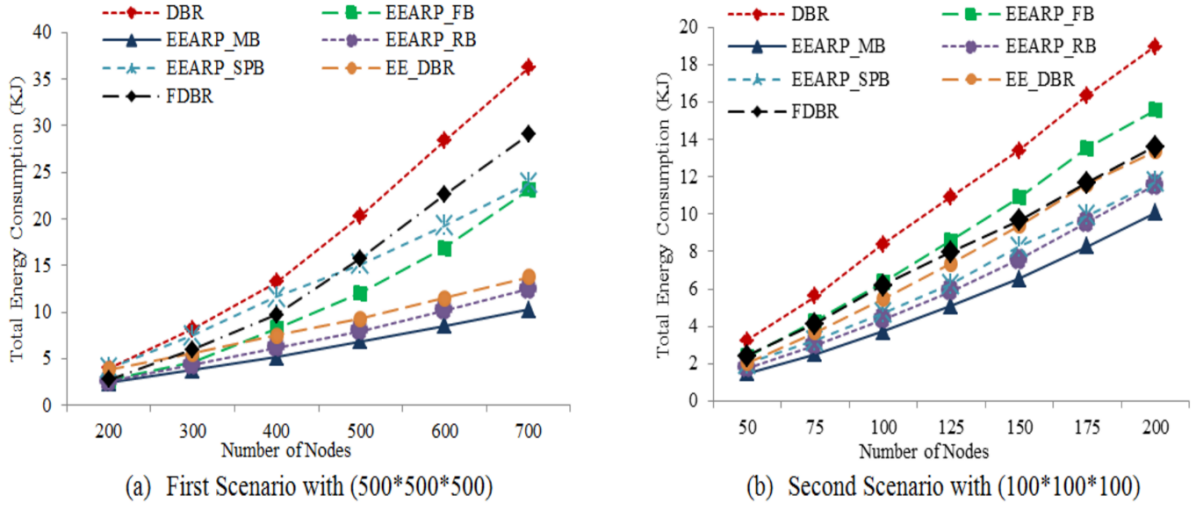 DBR
EEARP_FB
EEARP_MB
EEARP_RB
EEARP_SPB
EE_DBR
FDBR
Total Energy Consumption (KJ)
40
35
30
25
20
15
10
5
0
200 300 400 500 600 700
Number of Nodes
(a) First Scenario with (500*500*500)
DBR
EEARP_FB
EEARP_MB
EEARP_RB
EEARP_SPB
EE_DBR
FDBR
Total Energy Consumption (KJ)
20
18
16
14
12
10
8
6
4
2
0
50 75 100 125 150 175 200
Number of Nodes
(b) Second Scenario with (100*100*100)